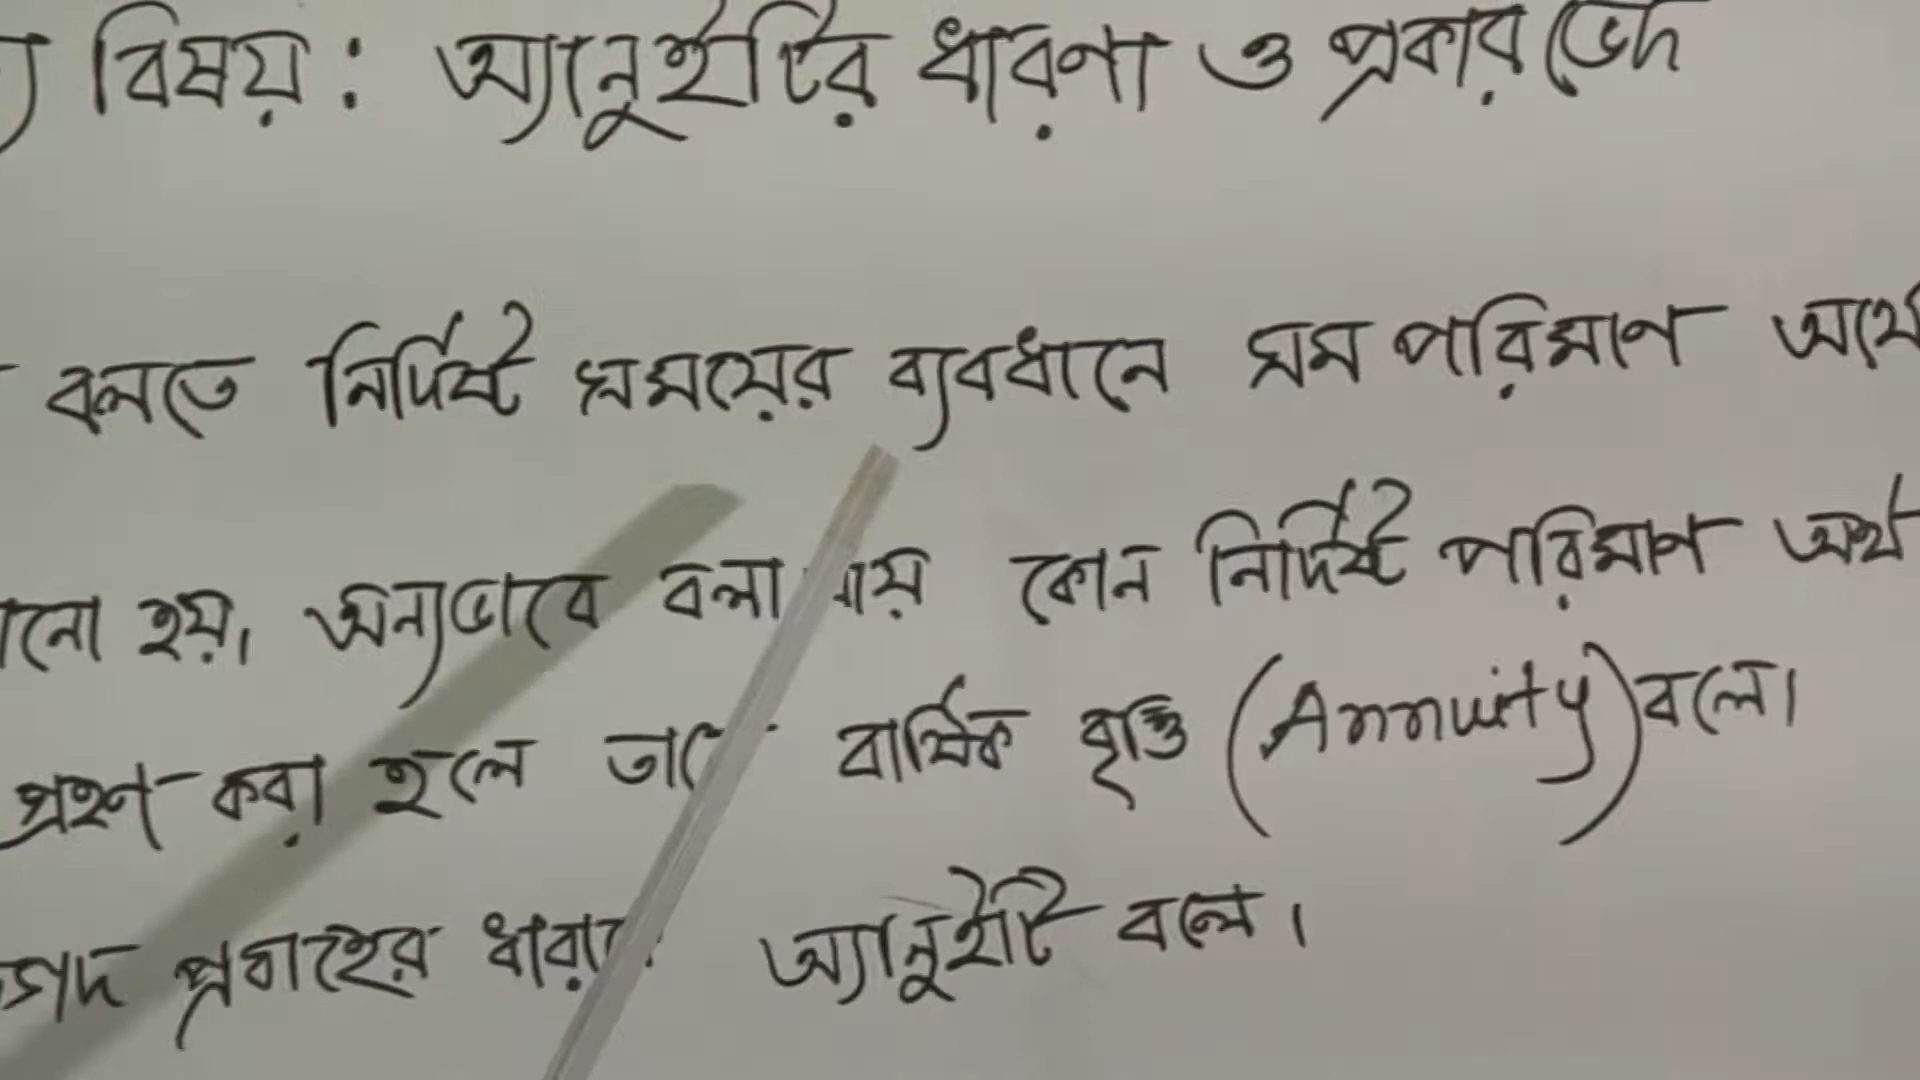 বিষয় : অ্যানুইটির ধারণা ও প্রকারভেদ
বলতে নির্দিষ্ট সময়ের ব্যবধানে সম পরিমাণ
হয়। অন্যভাবে বলা যায় কোন নির্দিষ্ট পরিমাণ অর্থ
গ্রহণ করা হলে তাকে বার্ষিক বৃত্তি (Annuity) বলে।
প্রবাহের ধারাকে অ্যানুইটি বলে।